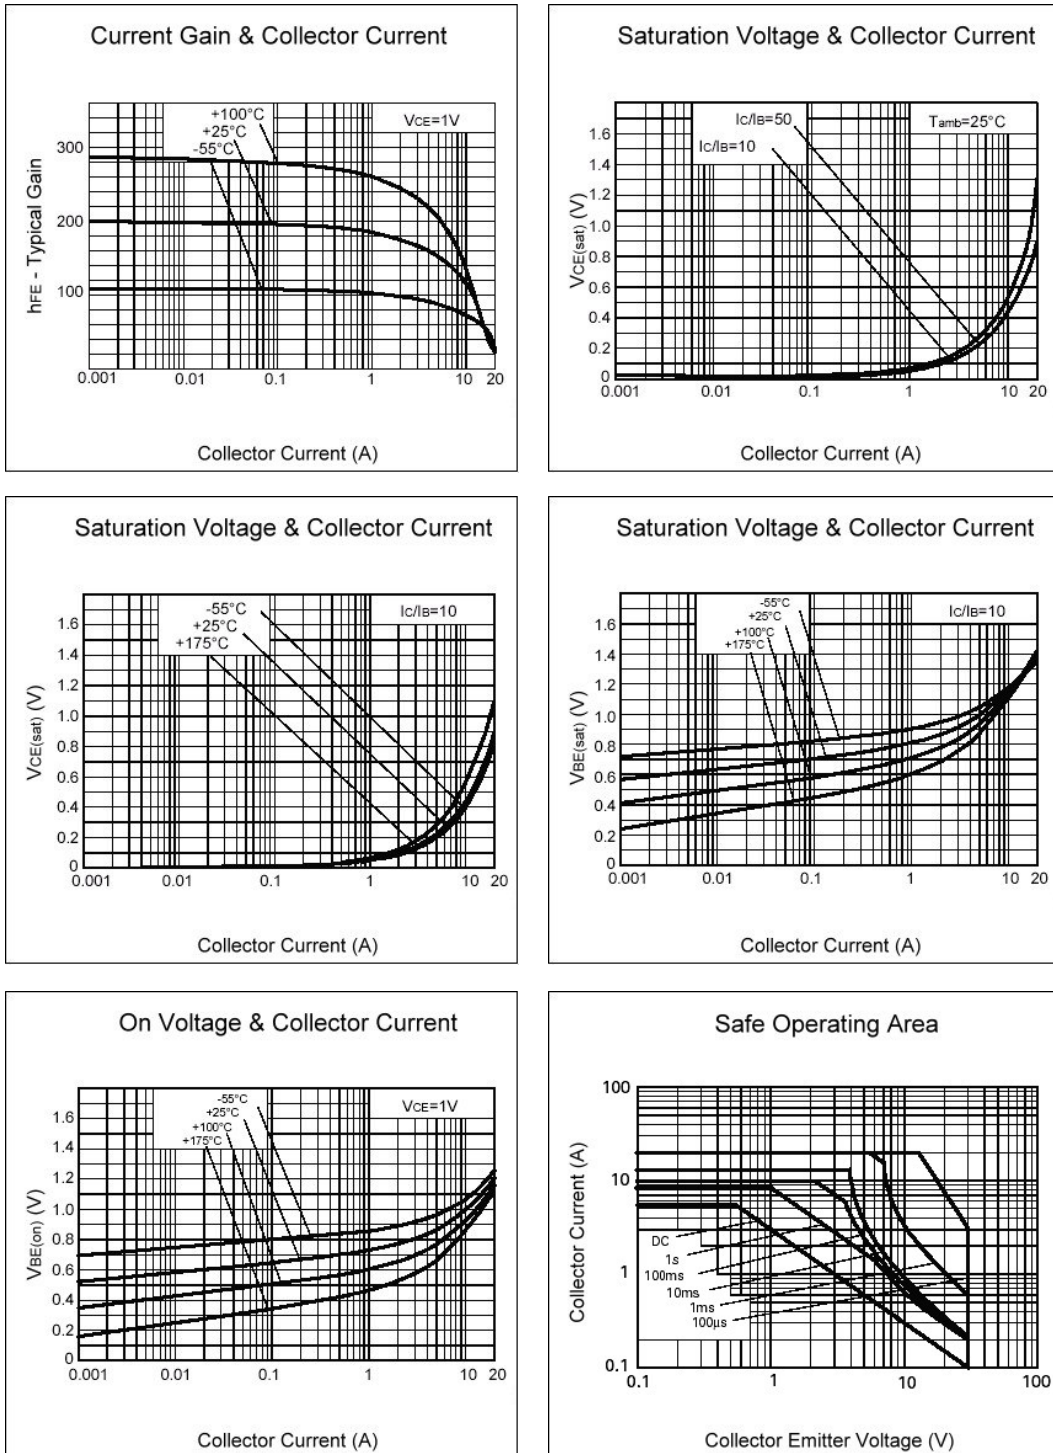 Current Gain & Collector Current
+100°C
+25°C
-55°C
VCE=1V
300
200
100
hFE - Typical Gain
0.001 0.01 0.1 1 10 20
Collector Current (A)
Saturation Voltage & Collector Current
IC/IB=50
IC/IB=10
Tamb=25°C
1.6
1.4
1.2
1.0
0.8
0.6
0.4
0.2
0
VCE(sat) (V)
0.001 0.01 0.1 1 10 20
Collector Current (A)
Saturation Voltage & Collector Current
-55°C
+25°C
+175°C
IC/IB=10
1.6
1.4
1.2
1.0
0.8
0.6
0.4
0.2
0
VCE(sat) (V)
0.001 0.01 0.1 1 10 20
Collector Current (A)
Saturation Voltage & Collector Current
-55°C
+25°C
+100°C
+175°C
IC/IB=10
1.6
1.4
1.2
1.0
0.8
0.6
0.4
0.2
0
VBE(sat) (V)
0.001 0.01 0.1 1 10 20
Collector Current (A)
On Voltage & Collector Current
-55°C
+25°C
+100°C
+175°C
VCE=1V
1.6
1.4
1.2
1.0
0.8
0.6
0.4
0.2
0
VBE(on) (V)
0.001 0.01 0.1 1 10 20
Collector Current (A)
Safe Operating Area
100
10
1
0.1
Collector Current (A)
DC
1s
100ms
10ms
1ms
100µs
0.1 1 10 100
Collector Emitter Voltage (V)